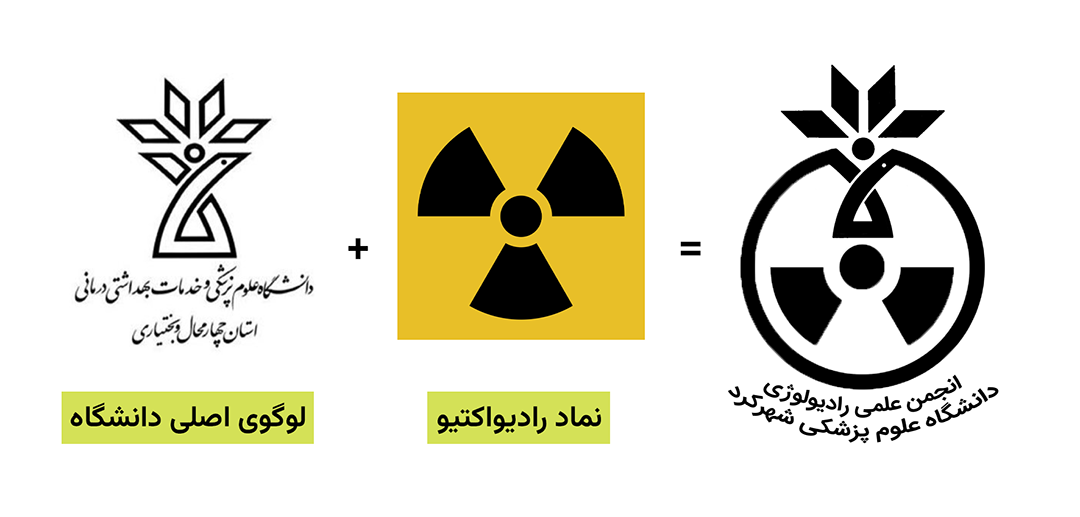 دانشگاه علوم پزشکی و خدمات بهداشتی درمانی
استان چهارمحال و بختیاری
لوگوی اصلی دانشگاه
+
نماد رادیواکتیو
=
انجمن علمی رادیولوژی
دانشگاه علوم پزشکی شهرکرد